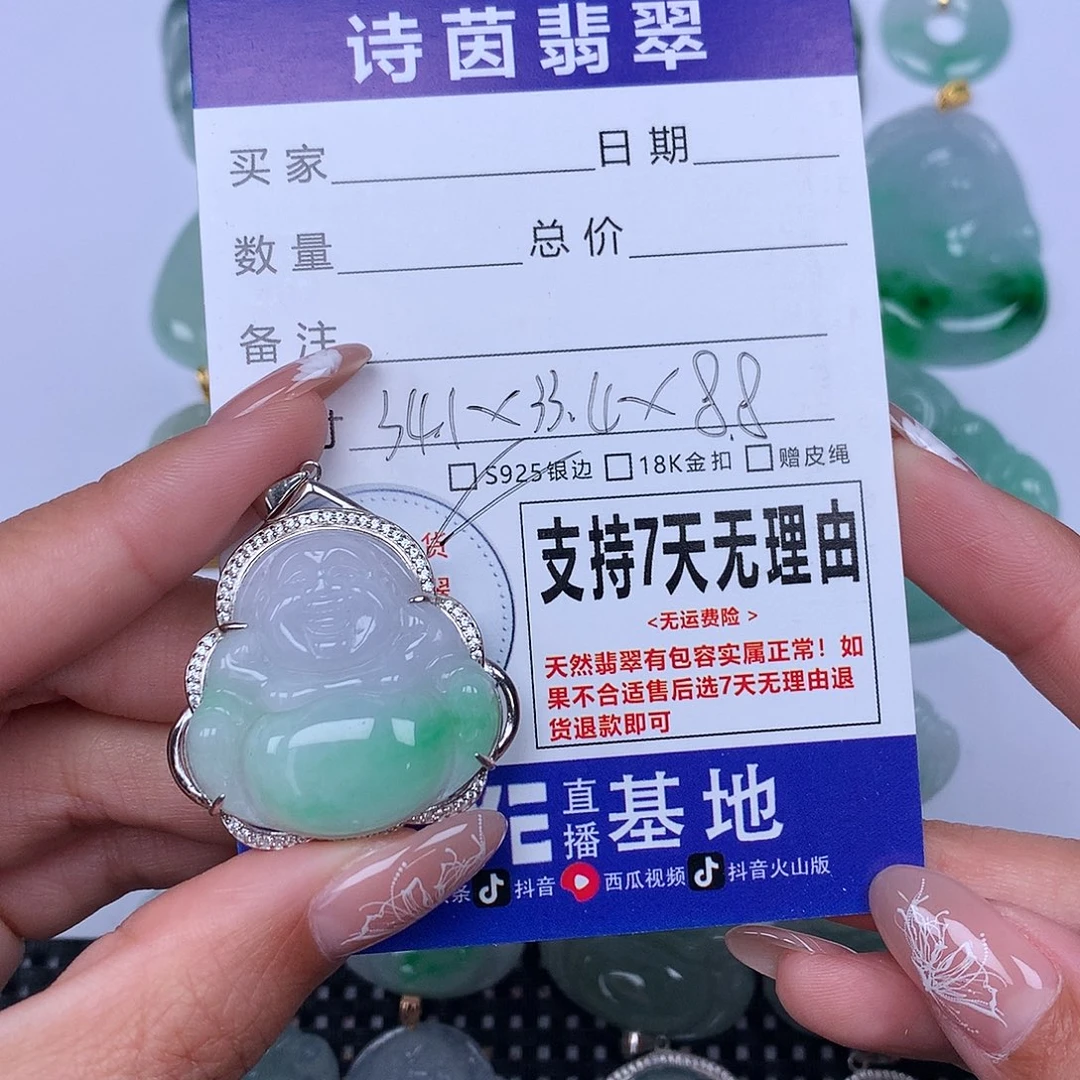 诗茵翡翠
买家 日期
数量 总价
备注
34.1×33.4×8.8
S925银边 18K金扣 赠皮绳
货
支持7天无理由
<无运费险>
天然翡翠有包容实属正常！如
果不合适售后选7天无理由退
货退款即可
直播基地
抖音 西瓜视频 抖音火山版